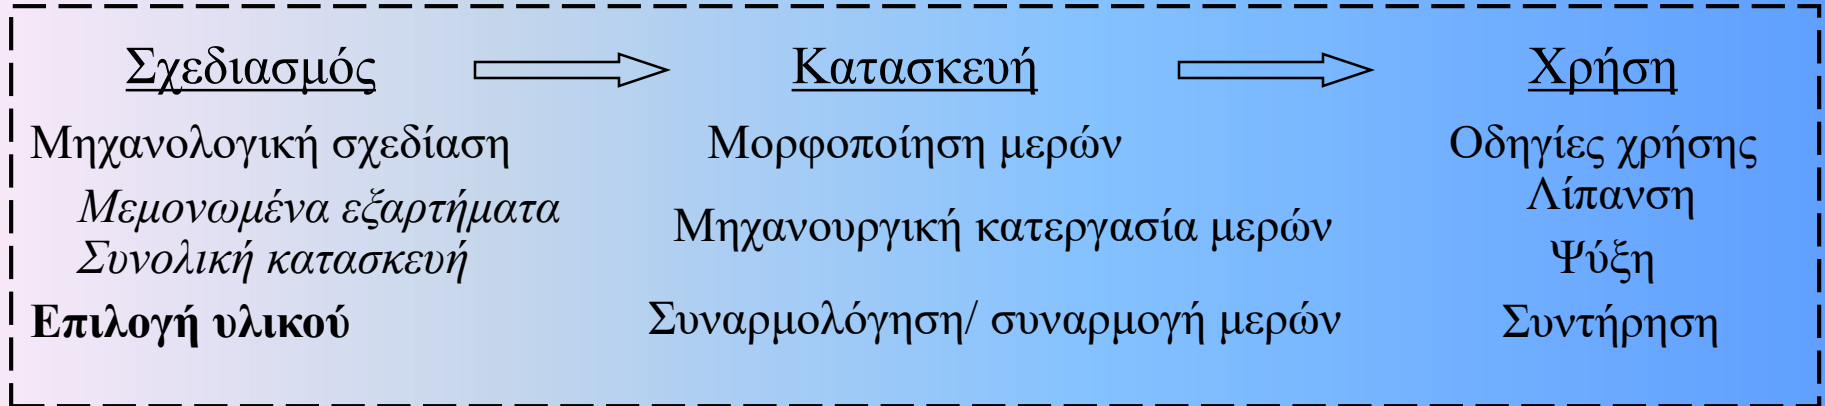 Σχεδιασμός
Μηχανολογική σχεδίαση
Μεμονωμένα εξαρτήματα
Συνολική κατασκευή
Επιλογή υλικού
Κατασκευή
Μορφοποίηση μερών
Μηχανουργική κατεργασία μερών
Συναρμολόγηση/ συναρμογή μερών
Χρήση
Οδηγίες χρήσης
Λίπανση
Ψύξη
Συντήρηση